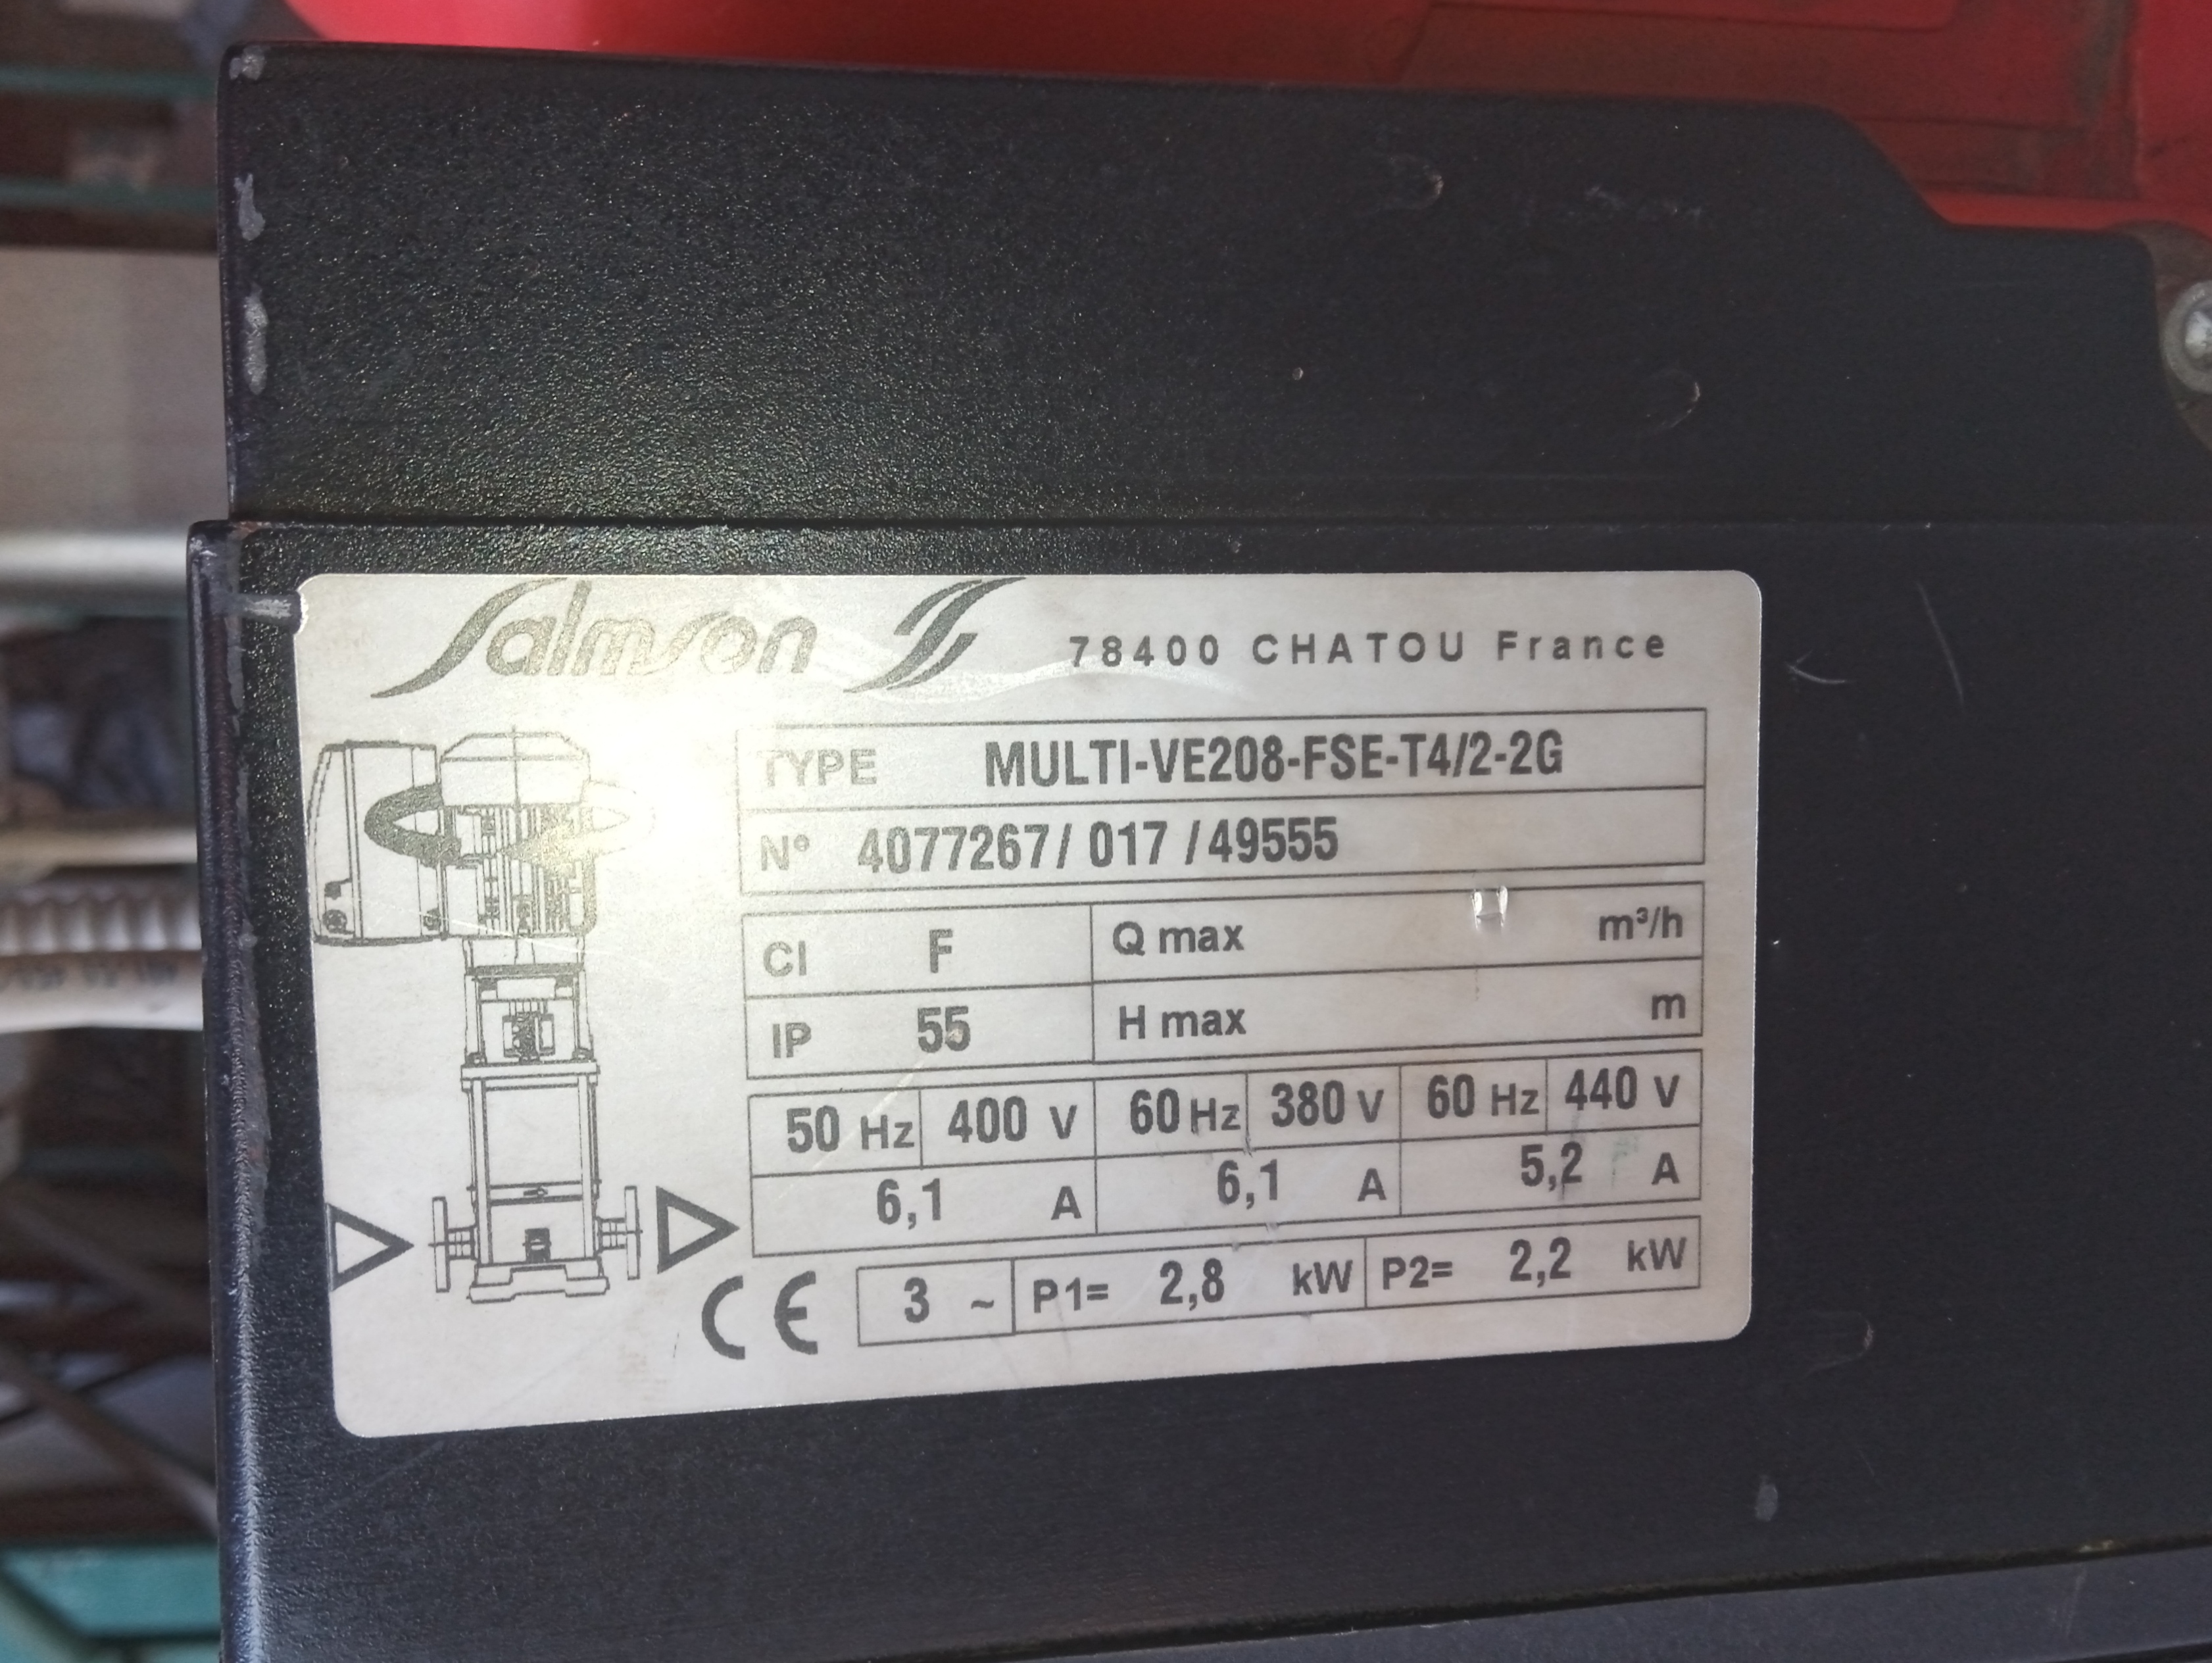 Salmson 78400 CHATOU France
TYPE MULTI-VE208-FSE-T4/2-2G
N° 4077267/ 017 /49555
Cl F Q max m³/h
IP 55 H max m
50 Hz 400 V 60 Hz 380 V 60 Hz 440 V
6,1 A 6,1 A 5,2 A
CE 3 ~ P1= 2,8 kW P2= 2,2 kW